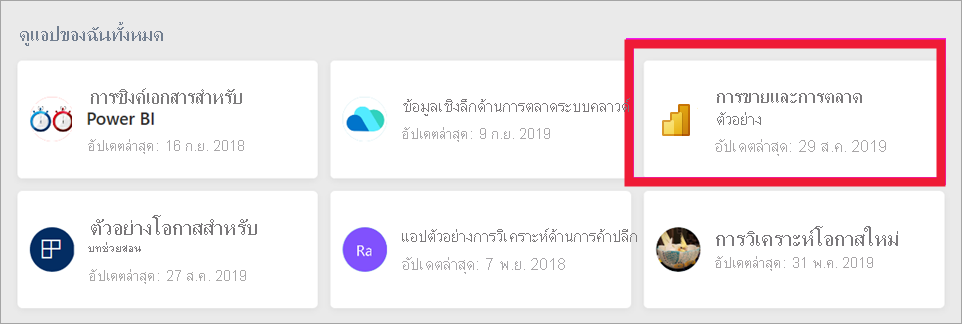 ดูแอปของฉันทั้งหมด
การซิงค์เอกสารสำหรับ
Power BI
อัปเดตล่าสุด: 16 ก.ย. 2018
ข้อมูลเชิงลึกด้านการตลาดระบบคลาวด์
อัปเดตล่าสุด: 9 ก.ย. 2019
การขายและการตลาด
ตัวอย่าง
อัปเดตล่าสุด: 29 ส.ค. 2019
ตัวอย่างโอกาสสำหรับ
บทช่วยสอน
อัปเดตล่าสุด: 27 ส.ค. 2019
Ra
แอปตัวอย่างการวิเคราะห์ด้านการค้าปลีก
อัปเดตล่าสุด: 7 พ.ย. 2018
การวิเคราะห์โอกาสใหม่
อัปเดตล่าสุด: 31 พ.ค. 2019